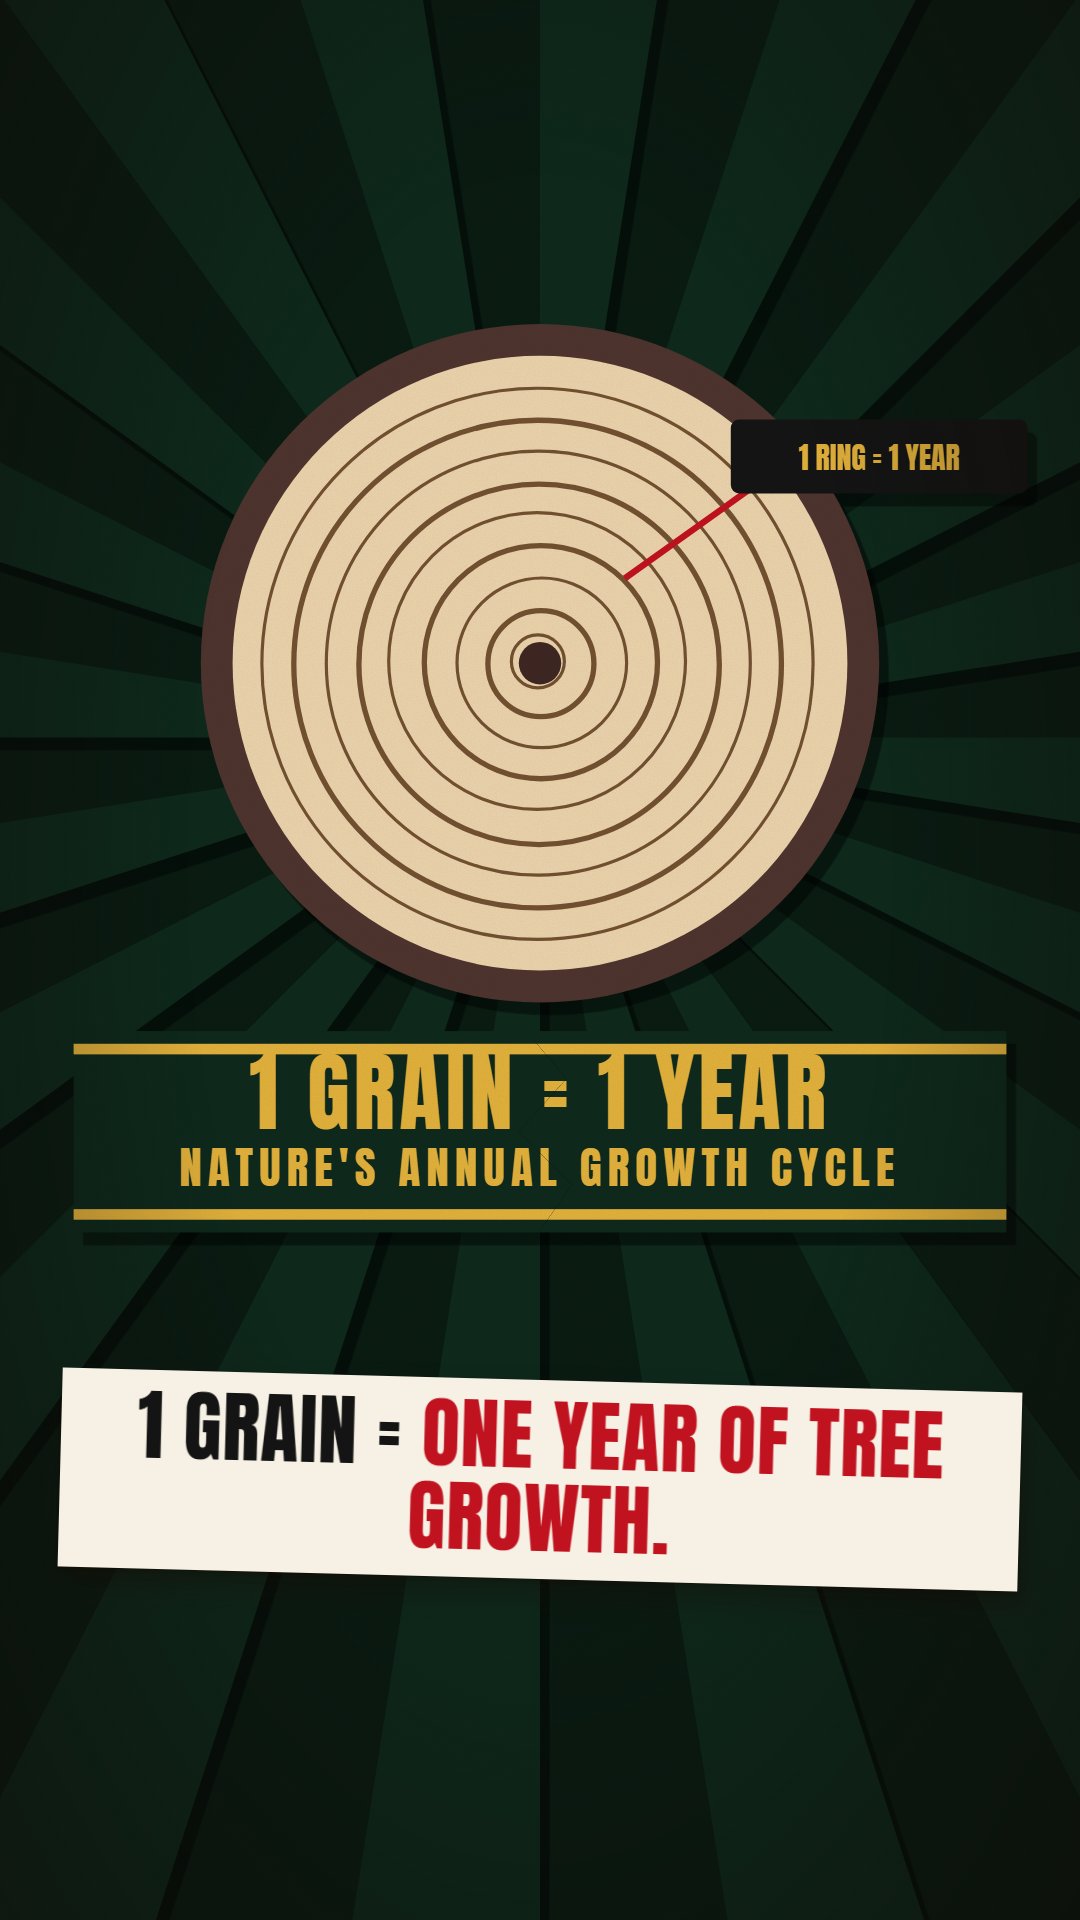 1 RING = 1 YEAR
1 GRAIN = 1 YEAR
NATURE'S ANNUAL GROWTH CYCLE
1 GRAIN = ONE YEAR OF TREE
GROWTH.